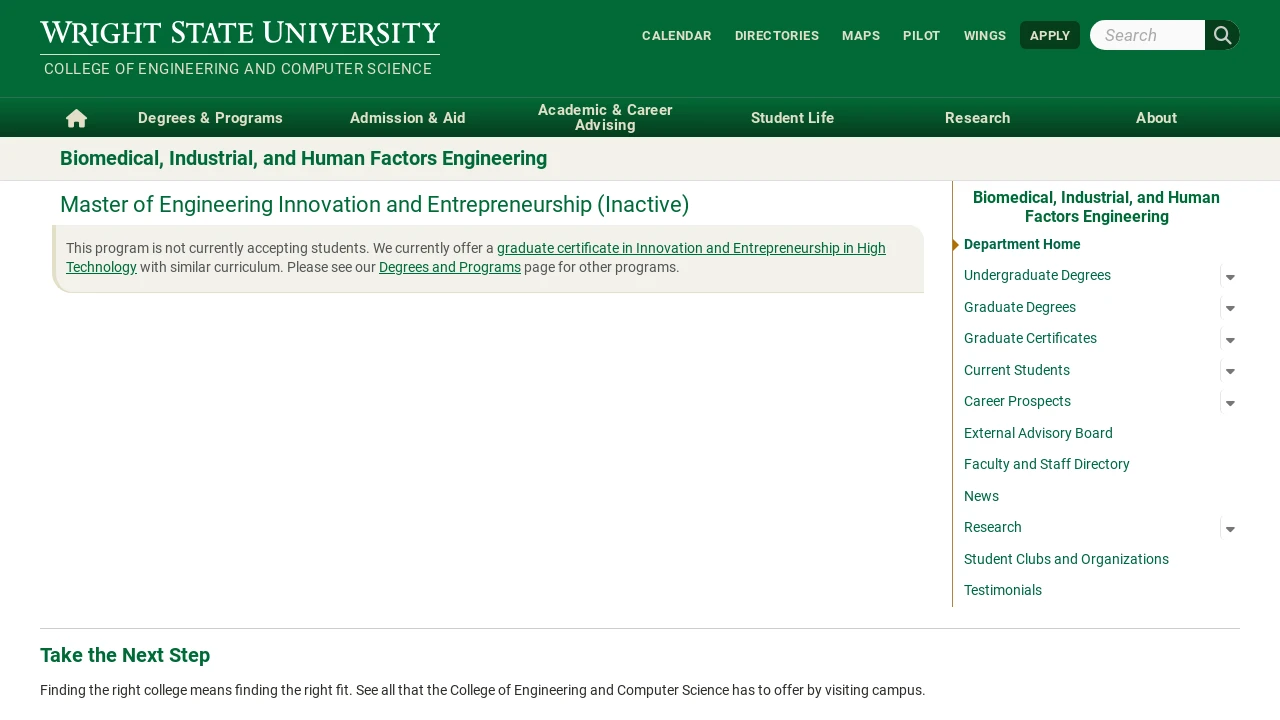 WRIGHT STATE UNIVERSITY
COLLEGE OF ENGINEERING AND COMPUTER SCIENCE
CALENDAR DIRECTORIES MAPS PILOT WINGS APPLY Search
Degrees & Programs Admission & Aid Academic & Career Advising Student Life Research About
Biomedical, Industrial, and Human Factors Engineering
Master of Engineering Innovation and Entrepreneurship (Inactive)
This program is not currently accepting students. We currently offer a graduate certificate in Innovation and Entrepreneurship in High
Technology with similar curriculum. Please see our Degrees and Programs page for other programs.
Biomedical, Industrial, and Human
Factors Engineering
Department Home
Undergraduate Degrees
Graduate Degrees
Graduate Certificates
Current Students
Career Prospects
External Advisory Board
Faculty and Staff Directory
News
Research
Student Clubs and Organizations
Testimonials
Take the Next Step
Finding the right college means finding the right fit. See all that the College of Engineering and Computer Science has to offer by visiting campus.